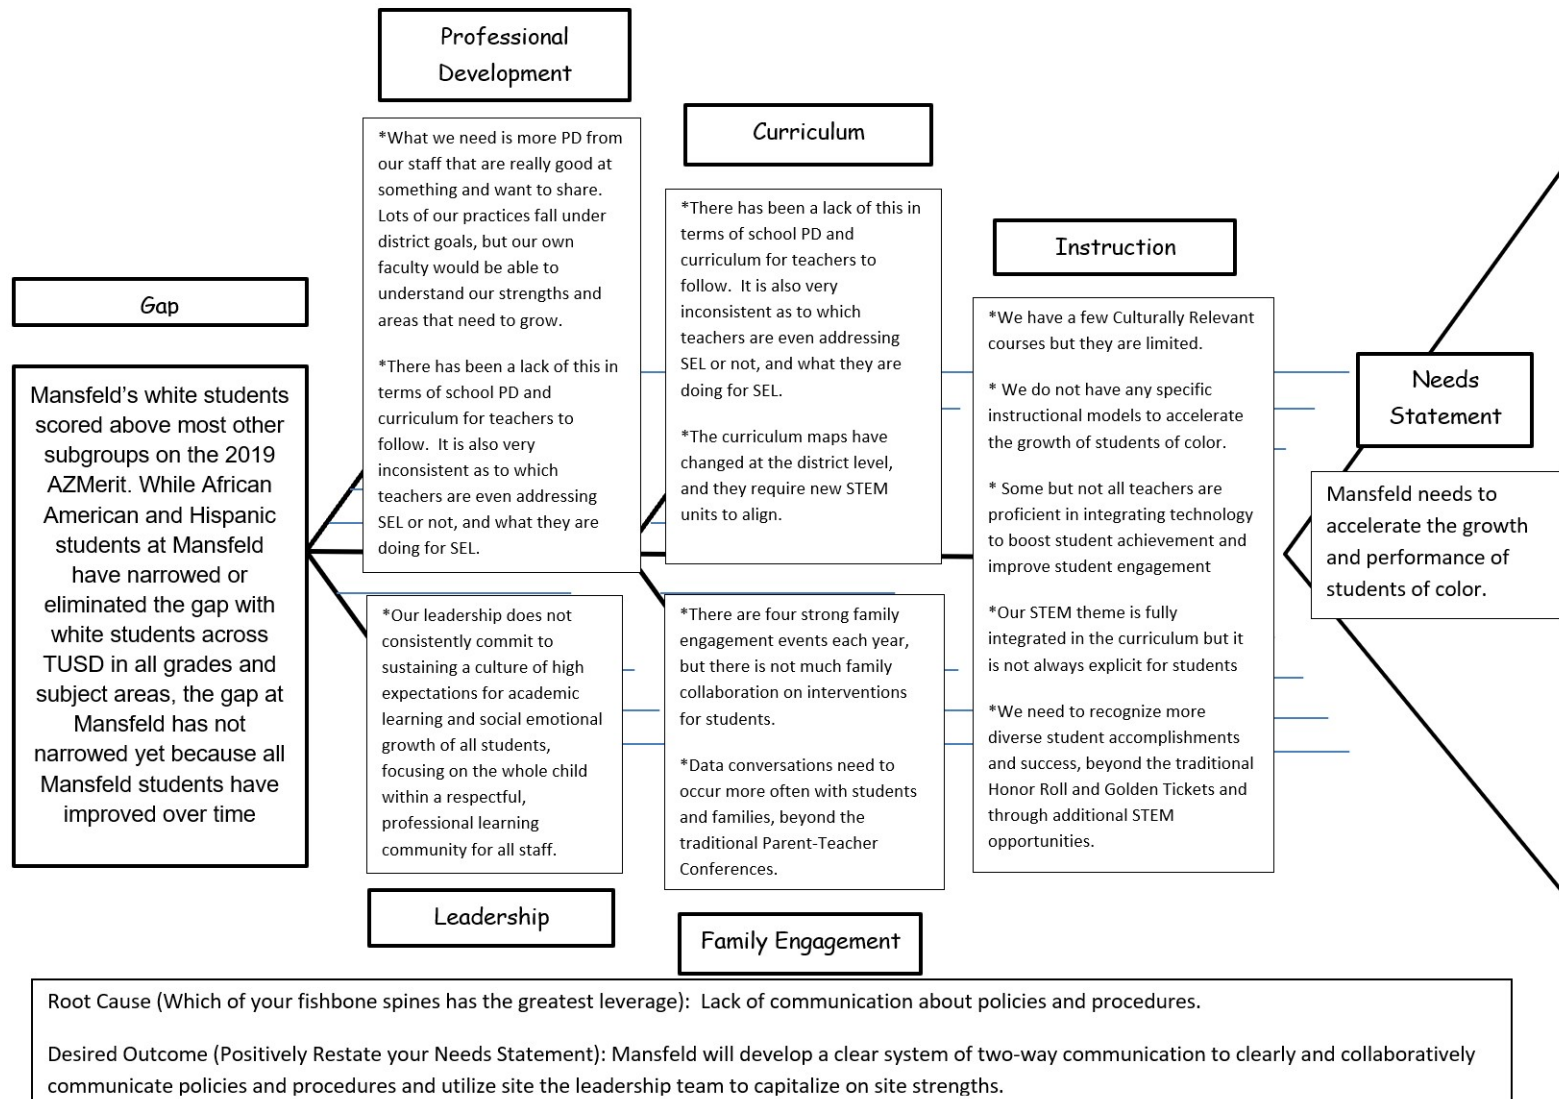 Professional
Development
*What we need is more PD from
our staff that are really good at
something and want to share.
Lots of our practices fall under
district goals, but our own
faculty would be able to
understand our strengths and
areas that need to grow.
*There has been a lack of this in
terms of school PD and
curriculum for teachers to
follow.  It is also very
inconsistent as to which
teachers are even addressing
SEL or not, and what they are
doing for SEL.
Curriculum
*There has been a lack of this in
terms of school PD and
curriculum for teachers to
follow.  It is also very
inconsistent as to which
teachers are even addressing
SEL or not, and what they are
doing for SEL.
*The curriculum maps have
changed at the district level,
and they require new STEM
units to align.
Instruction
*We have a few Culturally Relevant
courses but they are limited.
* We do not have any specific
instructional models to accelerate
the growth of students of color.
* Some but not all teachers are
proficient in integrating technology
to boost student achievement and
improve student engagement
*Our STEM theme is fully
integrated in the curriculum but it
is not always explicit for students
*We need to recognize more
diverse student accomplishments
and success, beyond the traditional
Honor Roll and Golden Tickets and
through additional STEM
opportunities.
Gap
Mansfeld’s white students
scored above most other
subgroups on the 2019
AZMerit. While African
American and Hispanic
students at Mansfeld
have narrowed or
eliminated the gap with
white students across
TUSD in all grades and
subject areas, the gap at
Mansfeld has not
narrowed yet because all
Mansfeld students have
improved over time
Needs
Statement
Mansfeld needs to
accelerate the growth
and performance of
students of color.
*Our leadership does not
consistently commit to
sustaining a culture of high
expectations for academic
learning and social emotional
growth of all students,
focusing on the whole child
within a respectful,
professional learning
community for all staff.
Leadership
*There are four strong family
engagement events each year,
but there is not much family
collaboration on interventions
for students.
*Data conversations need to
occur more often with students
and families, beyond the
traditional Parent-Teacher
Conferences.
Family Engagement
Root Cause (Which of your fishbone spines has the greatest leverage):  Lack of communication about policies and procedures.
Desired Outcome (Positively Restate your Needs Statement): Mansfeld will develop a clear system of two-way communication to clearly and collaboratively
communicate policies and procedures and utilize site the leadership team to capitalize on site strengths.